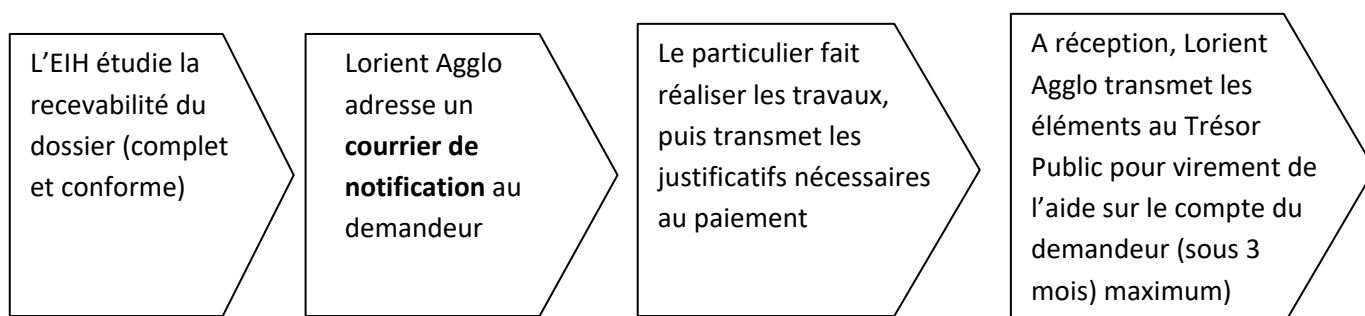 L’EIH étudie la
recevabilité du
dossier (complet
et conforme)
Lorient Agglo
adresse un
courrier de
notification au
demandeur
Le particulier fait
réaliser les travaux,
puis transmet les
justificatifs nécessaires
au paiement
A réception, Lorient
Agglo transmet les
éléments au Trésor
Public pour virement de
l’aide sur le compte du
demandeur (sous 3
mois) maximum)